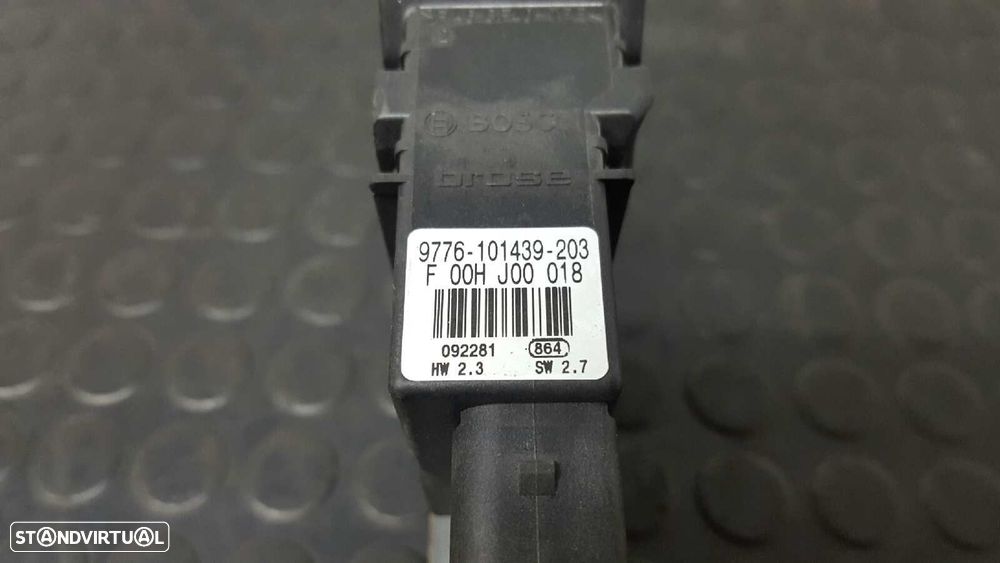 BOSCH
brose
9776-101439-203
F 00H J00 018
092281 864
HW 2.3 SW 2.7
STANDVIRTUAL